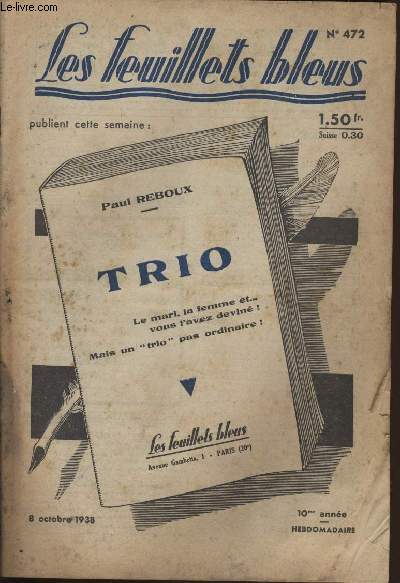 © Le-livre.com
N° 472
Les feuillets bleus
publient cette semaine :
1.50 fr.
Suisse 0.30
Paul REBOUX
TRIO
Le mari, la femme et...
vous l'avez deviné !
Mais un "trio" pas ordinaire !
Les feuillets bleus
Avenue Gambetta, 1 - PARIS (20e)
8 octobre 1938
10me année
HEBDOMADAIRE